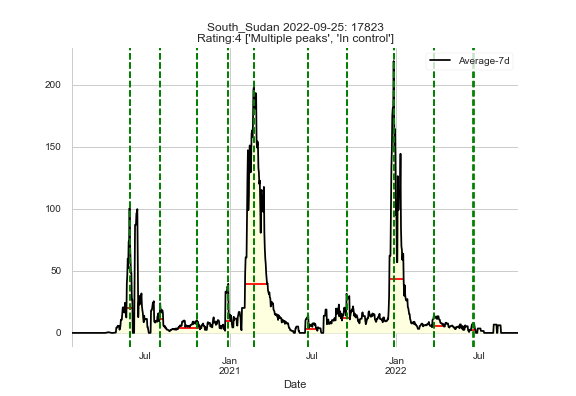 South_Sudan 2022-09-25: 17823
Rating:4 ['Multiple peaks', 'In control']
Average-7d
200
150
100
50
0
Jul
Jan
2021
Jul
Jan
2022
Jul
Date